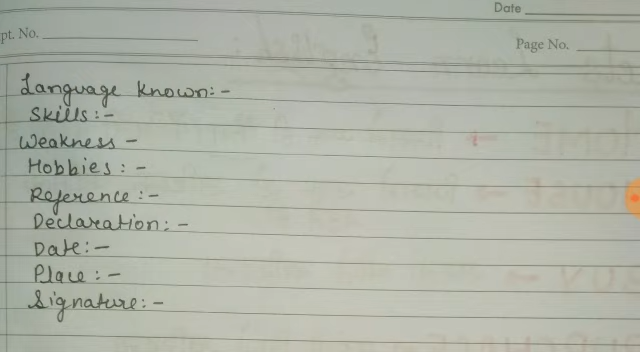 Date
pt. No.
Page No.
Language known:-
Skills:-
Weakness -
Hobbies:-
Reference:-
Declaration:-
Date:-
Place:-
Signature:-